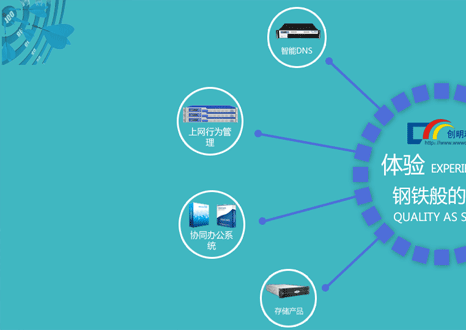 智能DNS
上网行为管
理
创明
http://www.www
体验 EXPERI
钢铁般的
QUALITY AS S
协同办公系
统
存储产品
100